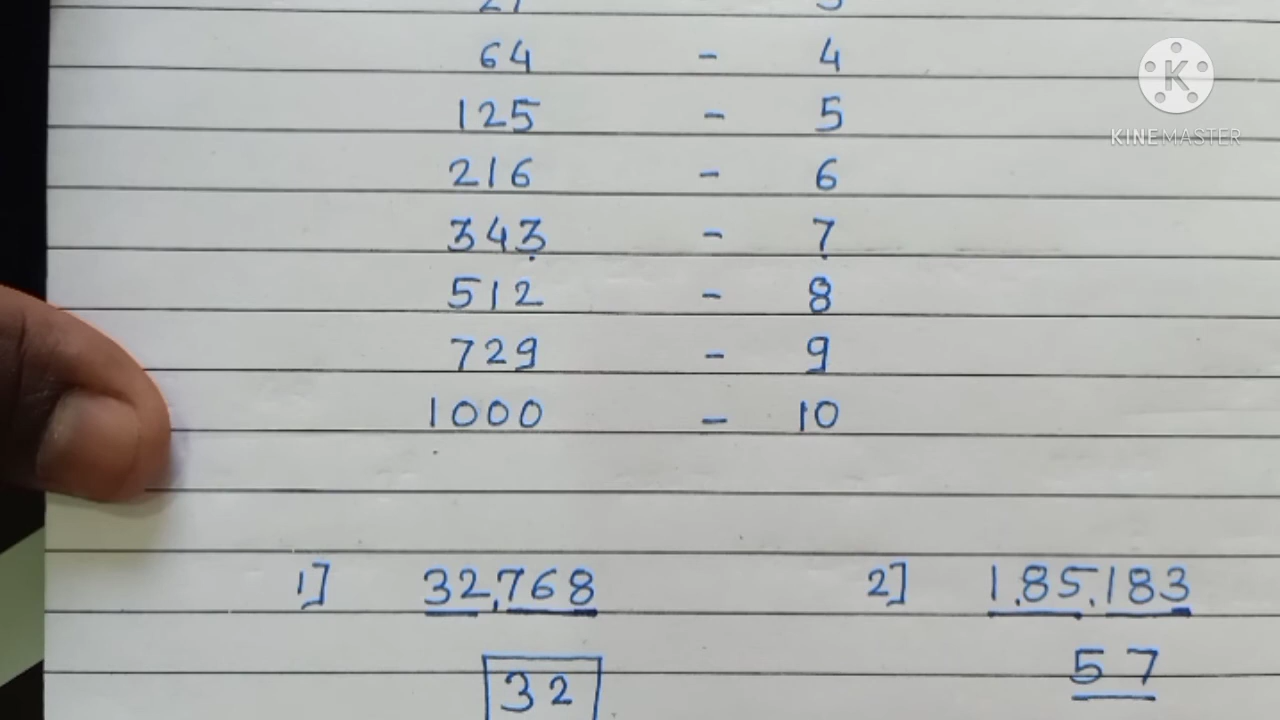 64 - 4
125 - 5
216 - 6
343 - 7
512 - 8
729 - 9
1000 - 10
1] 32,768 2] 1,85,183
32 57
K
KINEMASTER